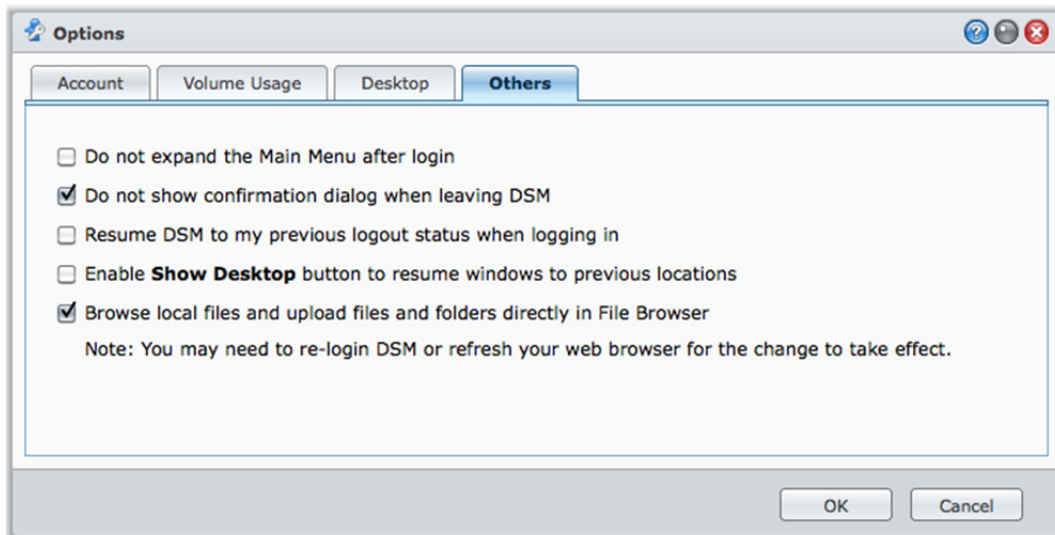 Options
Account Volume Usage Desktop Others
Do not expand the Main Menu after login
Do not show confirmation dialog when leaving DSM
Resume DSM to my previous logout status when logging in
Enable Show Desktop button to resume windows to previous locations
Browse local files and upload files and folders directly in File Browser
Note: You may need to re-login DSM or refresh your web browser for the change to take effect.
OK Cancel